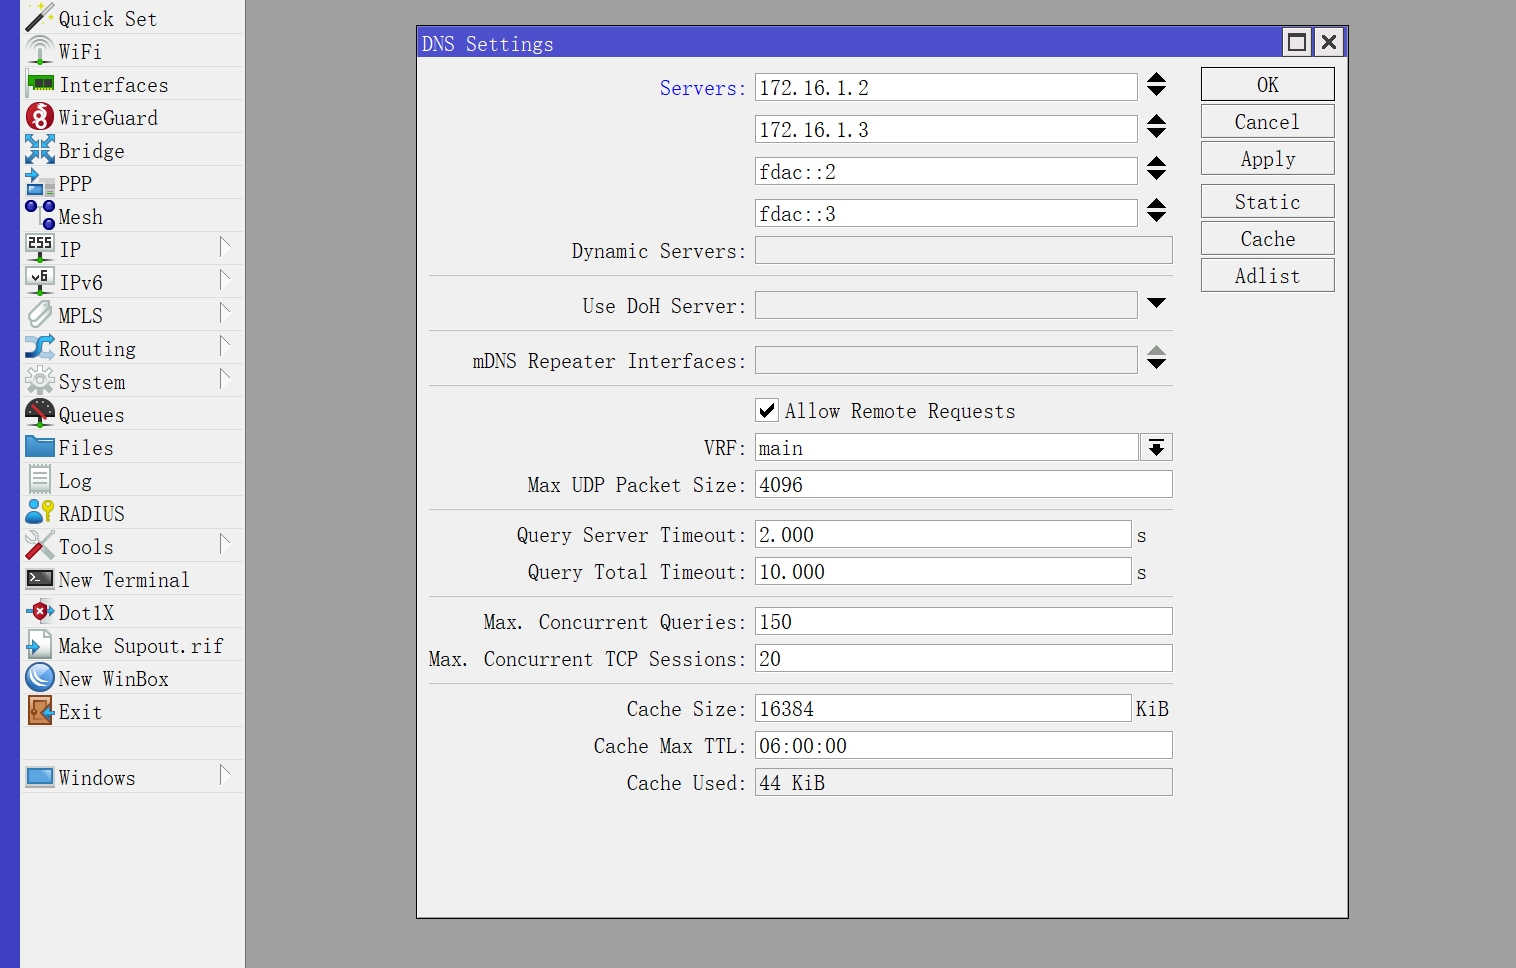 Quick Set
WiFi
Interfaces
WireGuard
Bridge
PPP
Mesh
255 IP
v6 IPv6
MPLS
Routing
System
Queues
Files
Log
RADIUS
Tools
New Terminal
Dot1X
Make Supout.rif
New WinBox
Exit
Windows
DNS Settings
Servers: 172.16.1.2
172.16.1.3
fdac::2
fdac::3
Dynamic Servers:
Use DoH Server:
mDNS Repeater Interfaces:
Allow Remote Requests
VRF: main
Max UDP Packet Size: 4096
Query Server Timeout: 2.000 s
Query Total Timeout: 10.000 s
Max. Concurrent Queries: 150
Max. Concurrent TCP Sessions: 20
Cache Size: 16384 KiB
Cache Max TTL: 06:00:00
Cache Used: 44 KiB
OK
Cancel
Apply
Static
Cache
Adlist